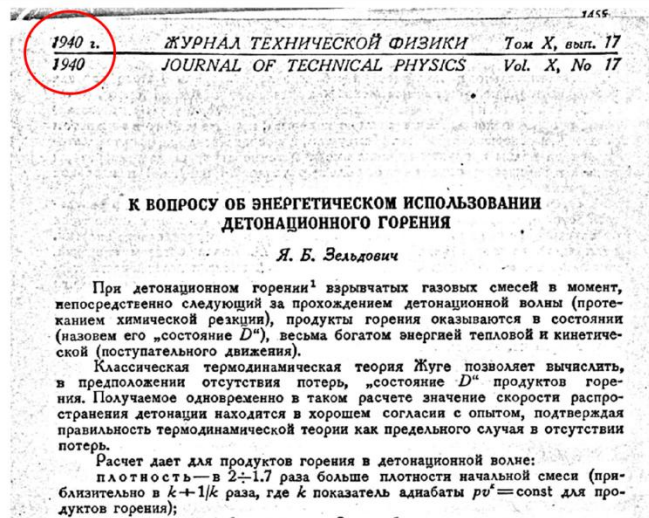 1455
1940 г. ЖУРНАЛ ТЕХНИЧЕСКОЙ ФИЗИКИ Том X, вып. 17
1940 JOURNAL OF TECHNICAL PHYSICS Vol. X, No 17
К ВОПРОСУ ОБ ЭНЕРГЕТИЧЕСКОМ ИСПОЛЬЗОВАНИИ
ДЕТОНАЦИОННОГО ГОРЕНИЯ
Я. Б. Зельдович
При детонационном горении¹ взрывчатых газовых смесей в момент,
непосредственно следующий за прохождением детонационной волны (проте-
канием химической реакции), продукты горения оказываются в состоянии
(назовем его „состояние D“), весьма богатом энергией тепловой и кинетиче-
ской (поступательного движения).
Классическая термодинамическая теория Жуге позволяет вычислить,
в предположении отсутствия потерь, „состояние D“ продуктов горе-
ния. Получаемое одновременно в таком расчете значение скорости распро-
странения детонации находится в хорошем согласии с опытом, подтверждая
правильность термодинамической теории как предельного случая в отсутствии
потерь.
Расчет дает для продуктов горения в детонационной волне:
плотность — в 2÷1.7 раза больше плотности начальной смеси (при-
близительно в k+1/k раза, где k показатель адиабаты pvᵏ = const для про-
дуктов горения);